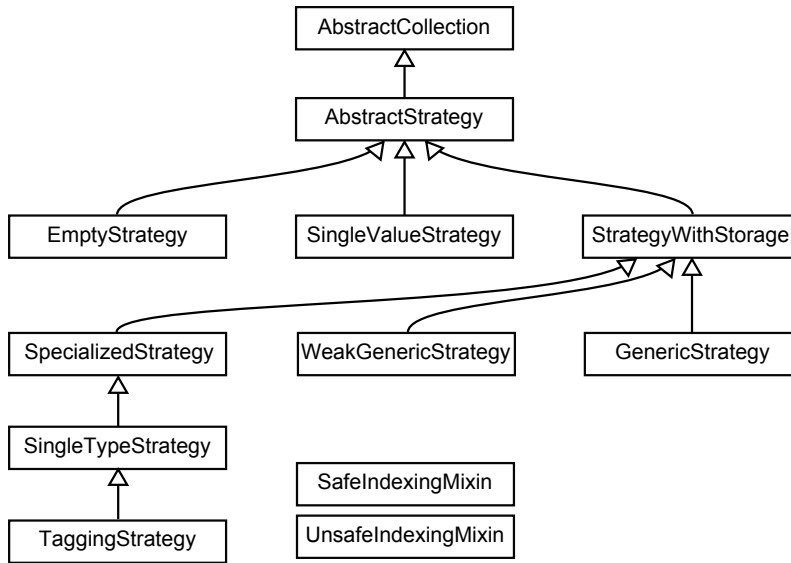 AbstractCollection
AbstractStrategy
EmptyStrategy
SingleValueStrategy
StrategyWithStorage
SpecializedStrategy
WeakGenericStrategy
GenericStrategy
SingleTypeStrategy
SafeIndexingMixin
TaggingStrategy
UnsafeIndexingMixin